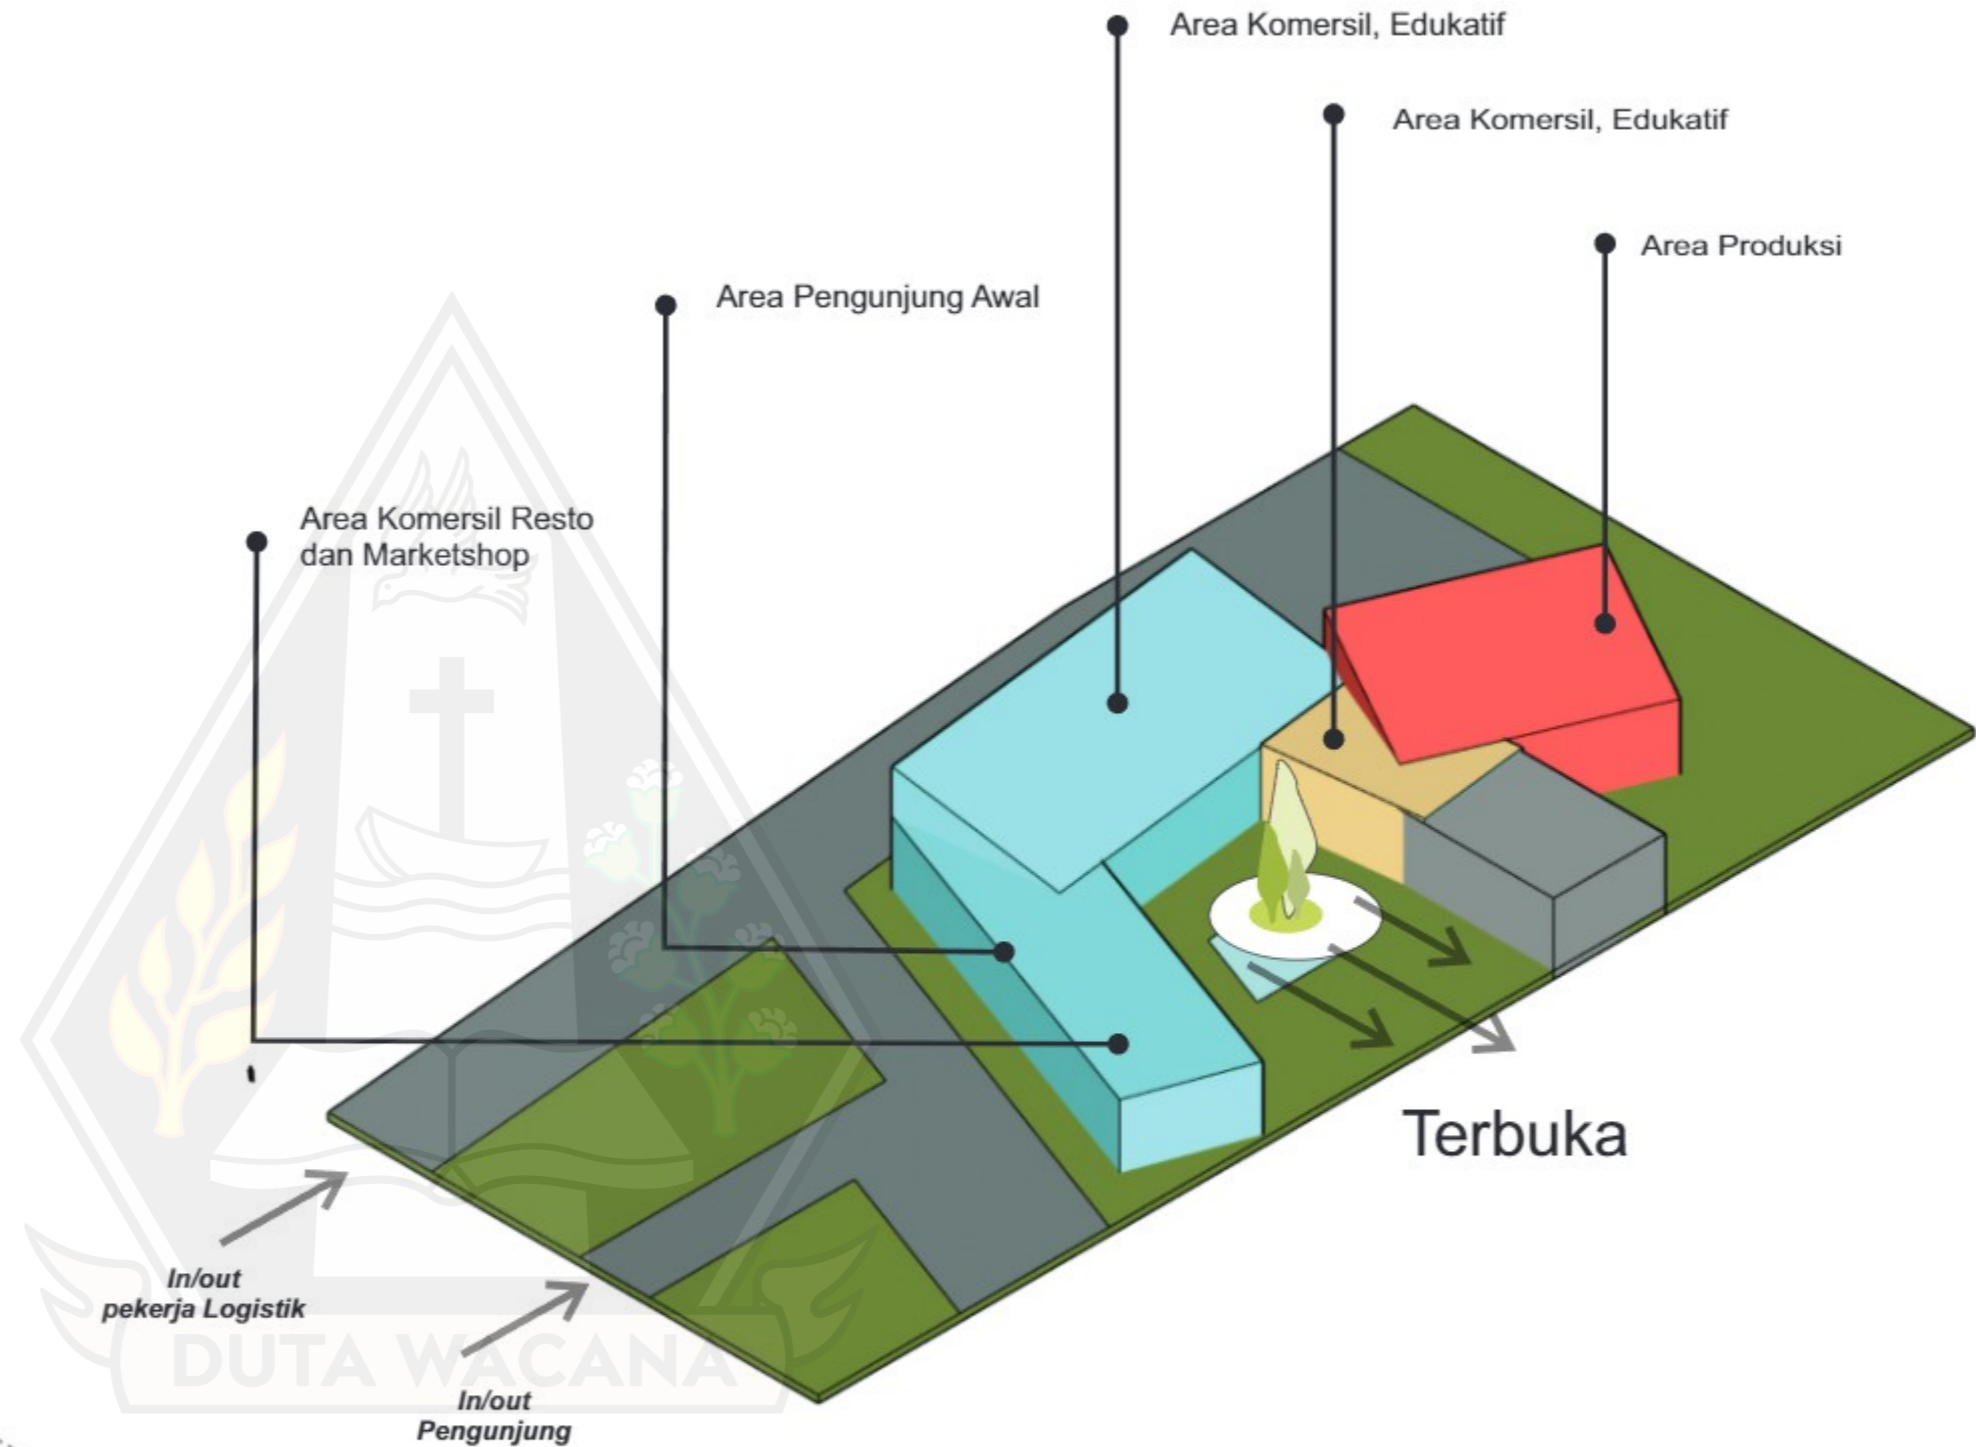 Area Komersil, Edukatif
Area Komersil, Edukatif
Area Produksi
Area Pengunjung Awal
Area Komersil Resto
dan Marketshop
Terbuka
In/out
pekerja Logistik
In/out
Pengunjung
DUTA WACANA